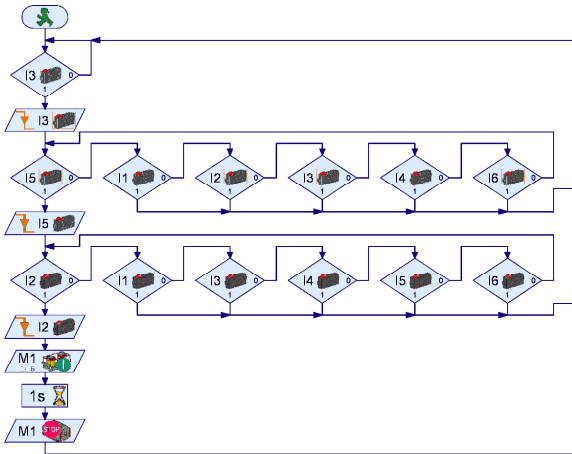 I3 0
1
I3
I5 0 I1 0 I2 0 I3 0 I4 0 I6 0
1 1 1 1 1 1
I5
I2 0 I1 0 I3 0 I4 0 I5 0 I6 0
1 1 1 1 1 1
I2
M1
1s
M1 STOP